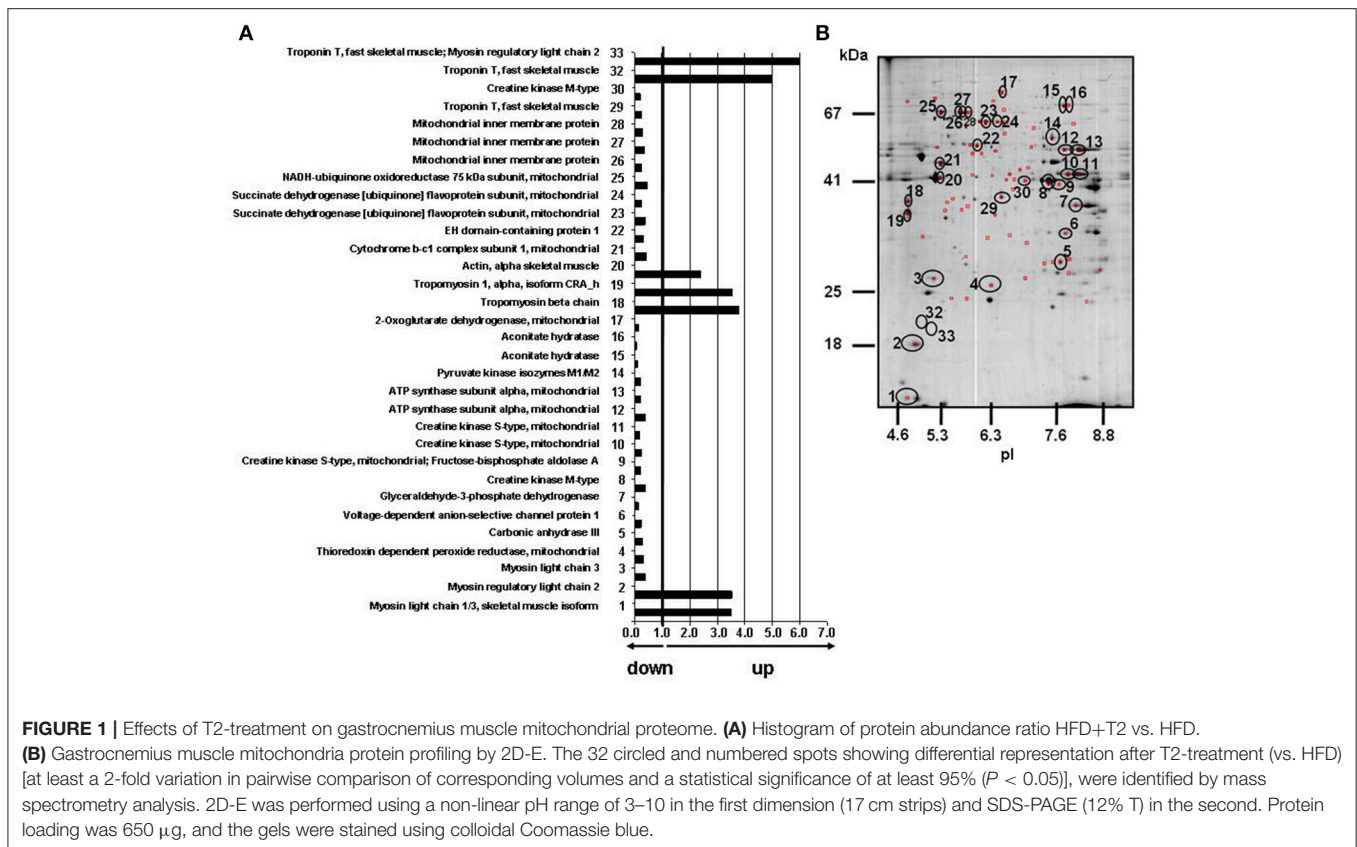 A
Troponin T, fast skeletal muscle; Myosin regulatory light chain 2 33
Troponin T, fast skeletal muscle 32
Creatine kinase M-type 30
Troponin T, fast skeletal muscle 29
Mitochondrial inner membrane protein 28
Mitochondrial inner membrane protein 27
Mitochondrial inner membrane protein 26
NADH-ubiquinone oxidoreductase 75 kDa subunit, mitochondrial 25
Succinate dehydrogenase [ubiquinone] flavoprotein subunit, mitochondrial 24
Succinate dehydrogenase [ubiquinone] flavoprotein subunit, mitochondrial 23
EH domain-containing protein 1 22
Cytochrome b-c1 complex subunit 1, mitochondrial 21
Actin, alpha skeletal muscle 20
Tropomyosin 1, alpha, isoform CRA_h 19
Tropomyosin beta chain 18
2-Oxoglutarate dehydrogenase, mitochondrial 17
Aconitate hydratase 16
Aconitate hydratase 15
Pyruvate kinase isozymes M1/M2 14
ATP synthase subunit alpha, mitochondrial 13
ATP synthase subunit alpha, mitochondrial 12
Creatine kinase S-type, mitochondrial 11
Creatine kinase S-type, mitochondrial 10
Creatine kinase S-type, mitochondrial; Fructose-bisphosphate aldolase A 9
Creatine kinase M-type 8
Glyceraldehyde-3-phosphate dehydrogenase 7
Voltage-dependent anion-selective channel protein 1 6
Carbonic anhydrase III 5
Thioredoxin dependent peroxide reductase, mitochondrial 4
Myosin light chain 3 3
Myosin regulatory light chain 2 2
Myosin light chain 1/3, skeletal muscle isoform 1
0.0 1.0 2.0 3.0 4.0 5.0 6.0 7.0
down up
B
kDa
67
41
25
18
17
15 16
25 27 26 28 23 24
14
22 12 13
21 10 11
20 30 8 9
18 29 7
19 6
5
3 4
32
33
2
1
4.6 5.3 6.3 7.6 8.8
pI
FIGURE 1 | Effects of T2-treatment on gastrocnemius muscle mitochondrial proteome. (A) Histogram of protein abundance ratio HFD+T2 vs. HFD.
(B) Gastrocnemius muscle mitochondria protein profiling by 2D-E. The 32 circled and numbered spots showing differential representation after T2-treatment (vs. HFD)
[at least a 2-fold variation in pairwise comparison of corresponding volumes and a statistical significance of at least 95% (P < 0.05)], were identified by mass
spectrometry analysis. 2D-E was performed using a non-linear pH range of 3–10 in the first dimension (17 cm strips) and SDS-PAGE (12% T) in the second. Protein
loading was 650 μg, and the gels were stained using colloidal Coomassie blue.